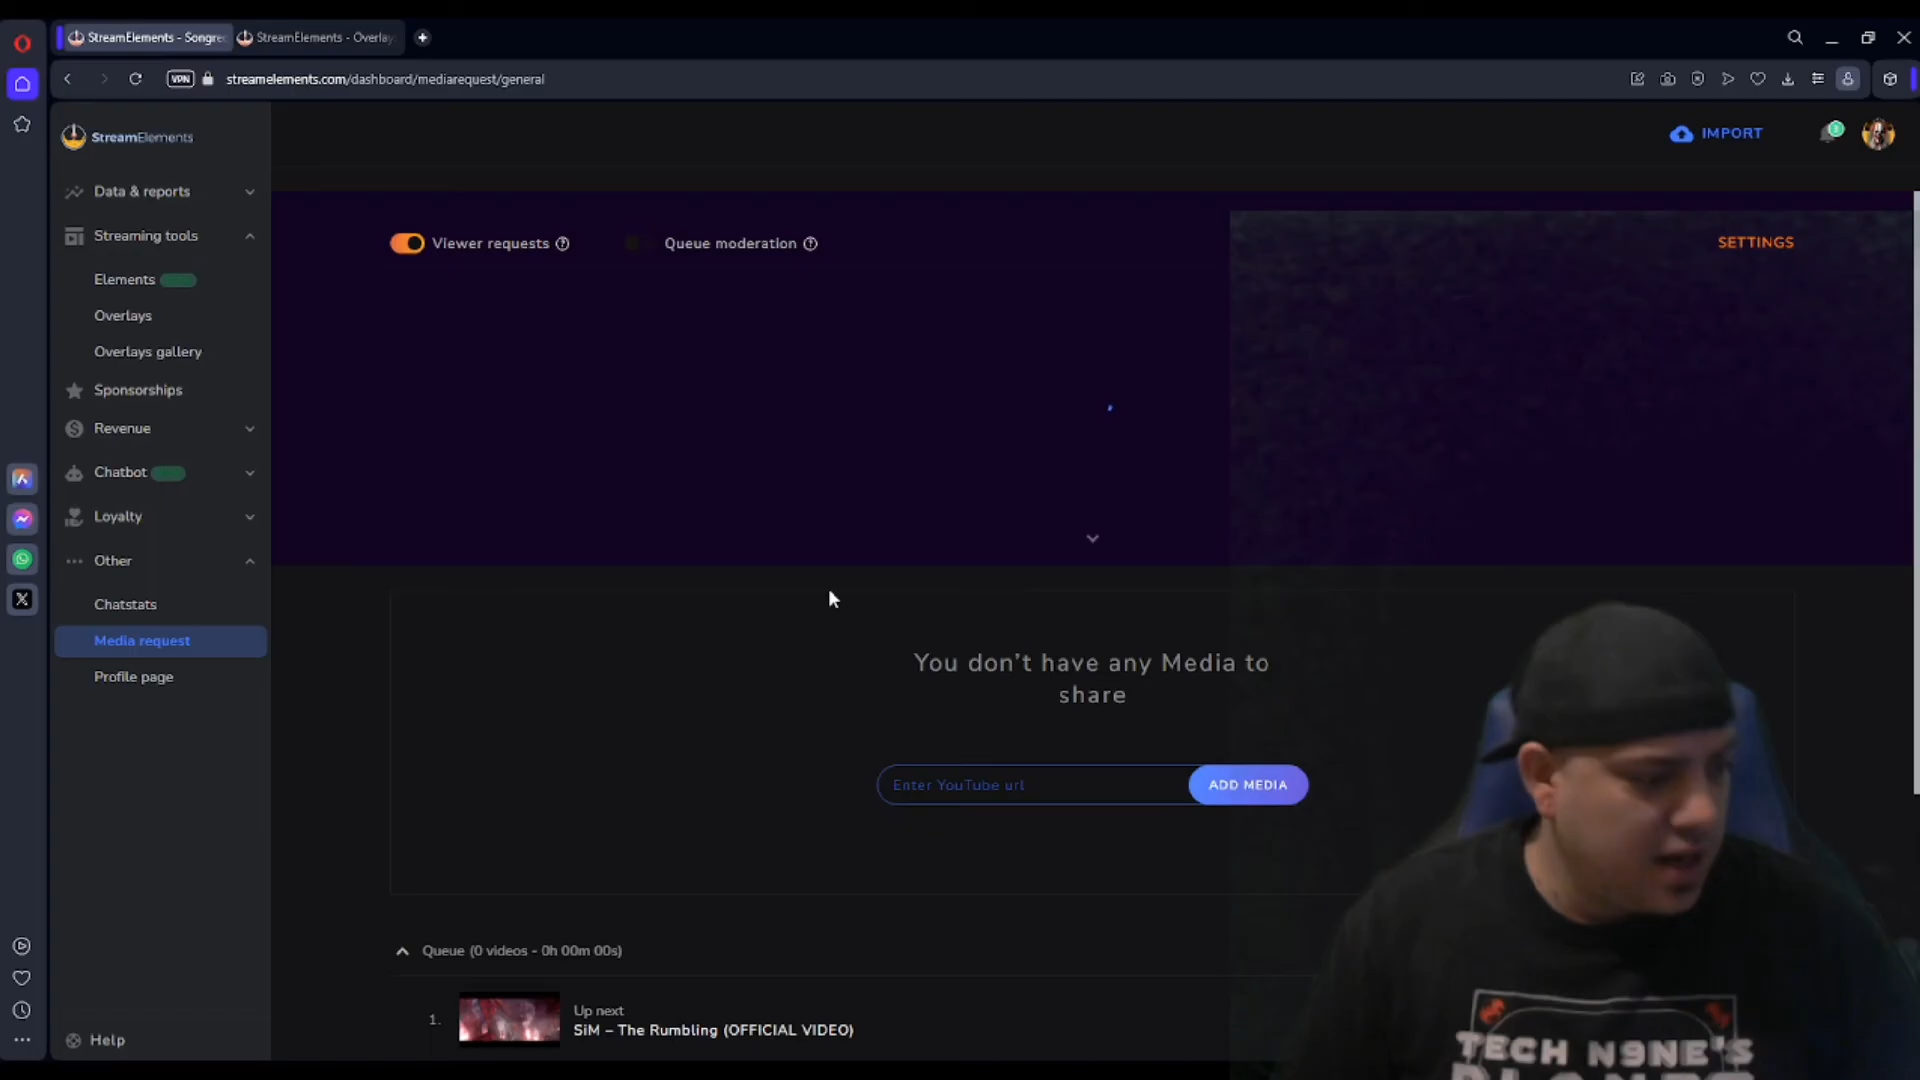 StreamElements - Songre
StreamElements - Overlay
VPN
streamelements.com/dashboard/mediarequest/general
StreamElements
IMPORT
3
Data & reports
Streaming tools
Elements
Overlays
Overlays gallery
Sponsorships
Revenue
Chatbot
Loyalty
Other
Chatstats
Media request
Profile page
Help
Viewer requests
Queue moderation
SETTINGS
You don't have any Media to
share
Enter YouTube url
ADD MEDIA
Queue (0 videos - 0h 00m 00s)
1.
Up next
SiM – The Rumbling (OFFICIAL VIDEO)
TECH N9NE'S